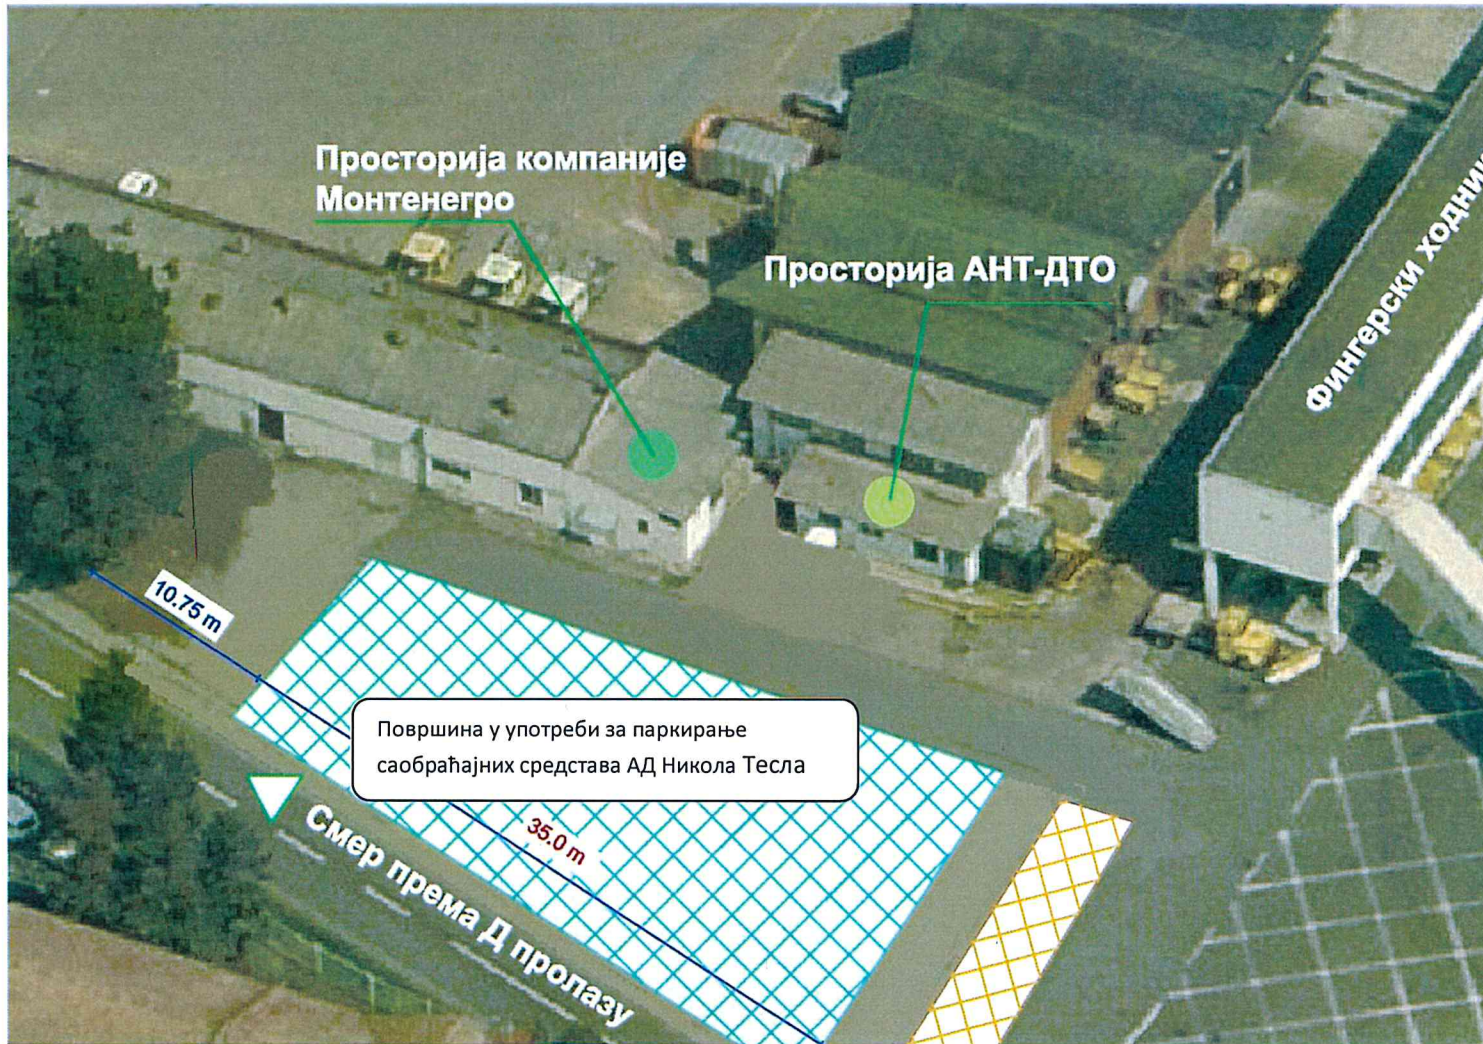 Просторија компаније
Монтенегро
Просторија АНТ-ДТО
Фингерски ходник
10.75 m
Површина у употреби за паркирање
саобраћајних средстава АД Никола Тесла
35.0 m
Смер према Д пролазу